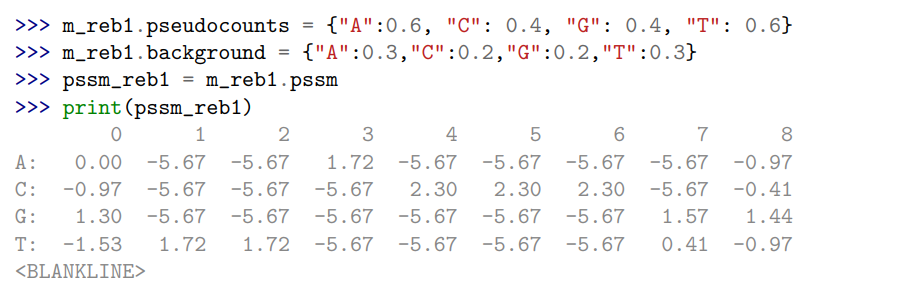 >>> m_reb1.pseudocounts = {"A":0.6, "C": 0.4, "G": 0.4, "T": 0.6}
>>> m_reb1.background = {"A":0.3,"C":0.2,"G":0.2,"T":0.3}
>>> pssm_reb1 = m_reb1.pssm
>>> print(pssm_reb1)
        0      1      2      3      4      5      6      7      8
A:   0.00  -5.67  -5.67   1.72  -5.67  -5.67  -5.67  -5.67  -0.97
C:  -0.97  -5.67  -5.67  -5.67   2.30   2.30   2.30  -5.67  -0.41
G:   1.30  -5.67  -5.67  -5.67  -5.67  -5.67  -5.67   1.57   1.44
T:  -1.53   1.72   1.72  -5.67  -5.67  -5.67  -5.67   0.41  -0.97
<BLANKLINE>